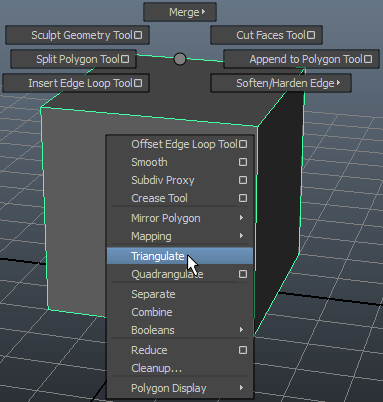 Merge
Sculpt Geometry Tool
Cut Faces Tool
Split Polygon Tool
Append to Polygon Tool
Insert Edge Loop Tool
Soften/Harden Edge
Offset Edge Loop Tool
Smooth
Subdiv Proxy
Crease Tool
Mirror Polygon
Mapping
Triangulate
Quadrangulate
Separate
Combine
Booleans
Reduce
Cleanup...
Polygon Display